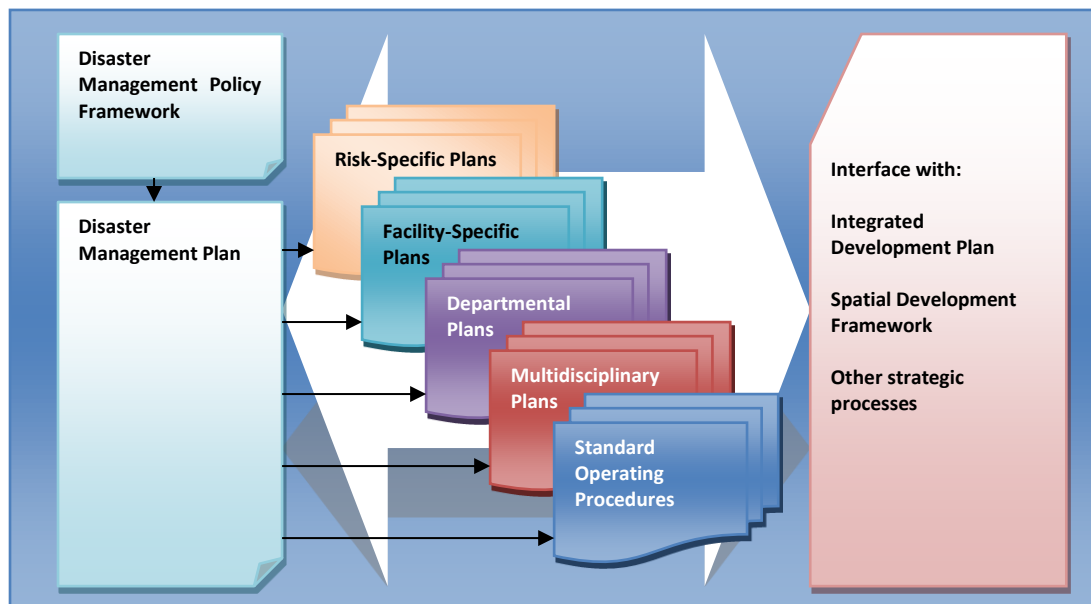 Disaster
Management Policy
Framework
Disaster
Management Plan
Risk-Specific Plans
Facility-Specific
Plans
Departmental
Plans
Multidisciplinary
Plans
Standard
Operating
Procedures
Interface with:
Integrated
Development Plan
Spatial Development
Framework
Other strategic
processes